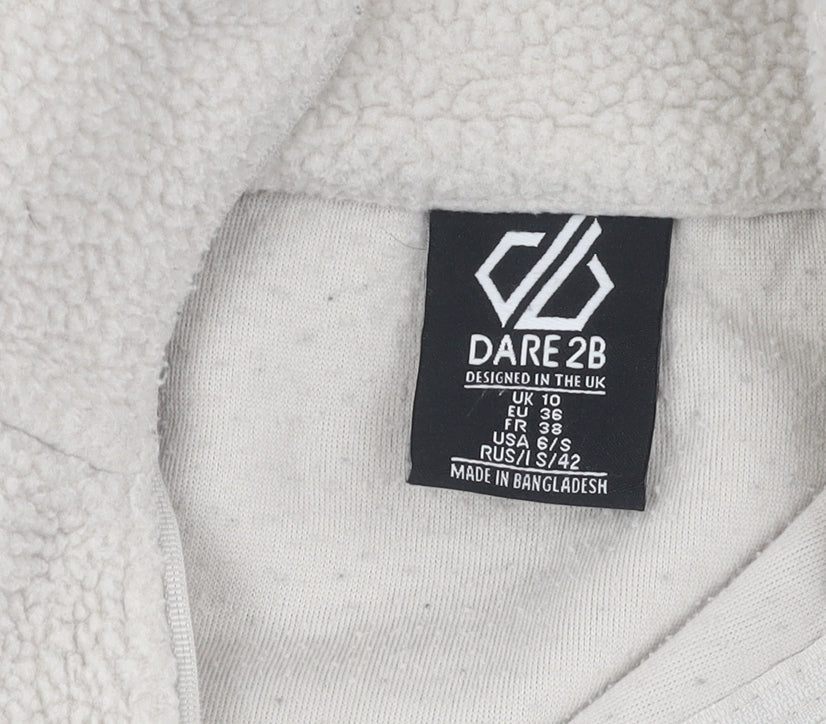 DARE 2B
DESIGNED IN THE UK
UK 10
EU 36
FR 38
USA 6/S
RUS/I S/42
MADE IN BANGLADESH